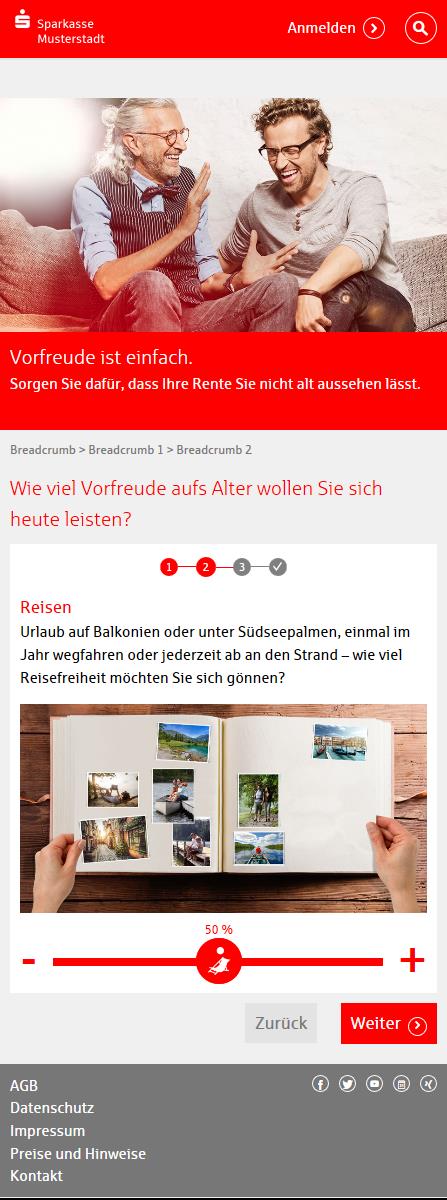 Sparkasse
Musterstadt
Anmelden
Vorfreude ist einfach.
Sorgen Sie dafür, dass Ihre Rente Sie nicht alt aussehen lässt.
Breadcrumb > Breadcrumb 1 > Breadcrumb 2
Wie viel Vorfreude aufs Alter wollen Sie sich
heute leisten?
1 2 3
Reisen
Urlaub auf Balkonien oder unter Südseepalmen, einmal im
Jahr wegfahren oder jederzeit ab an den Strand – wie viel
Reisefreiheit möchten Sie sich gönnen?
50 %
- +
Zurück Weiter
AGB
Datenschutz
Impressum
Preise und Hinweise
Kontakt